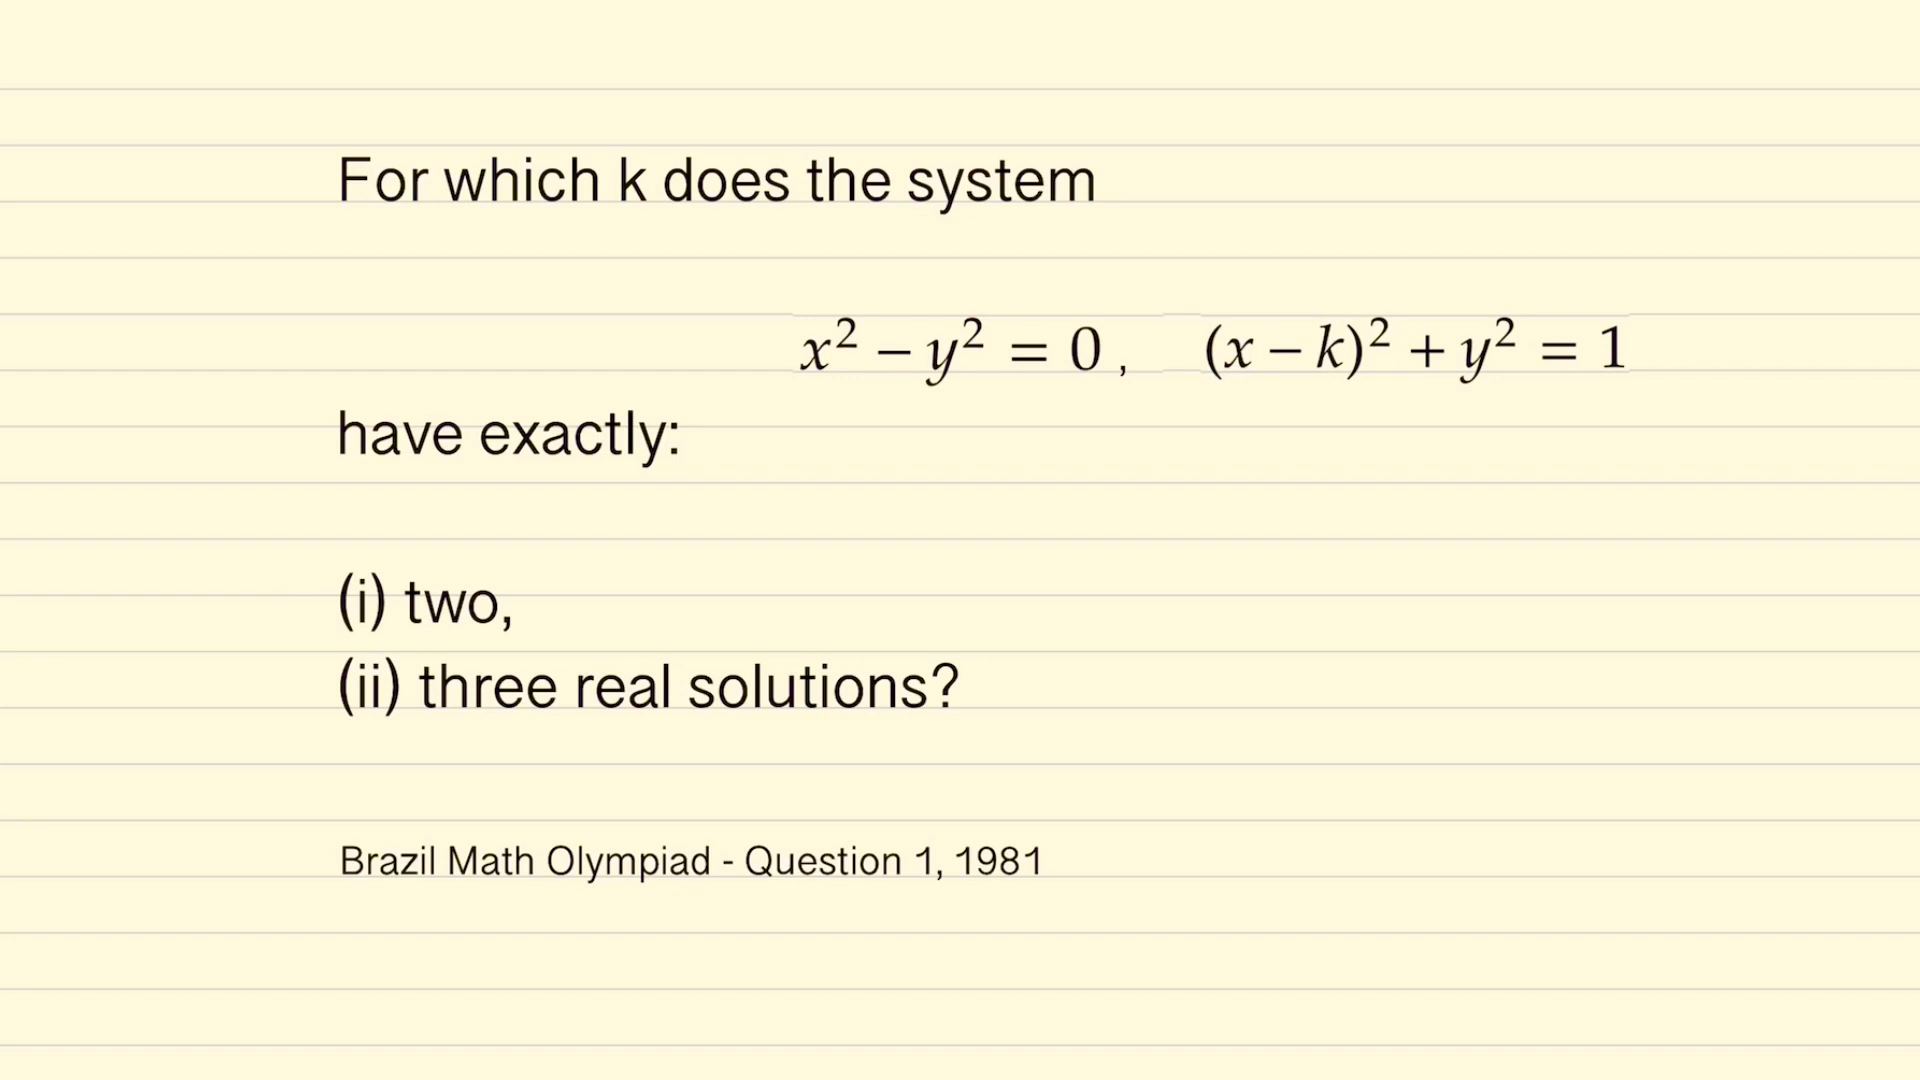 For which k does the system
x² − y² = 0 , (x − k)² + y² = 1
have exactly:
(i) two,
(ii) three real solutions?
Brazil Math Olympiad - Question 1, 1981